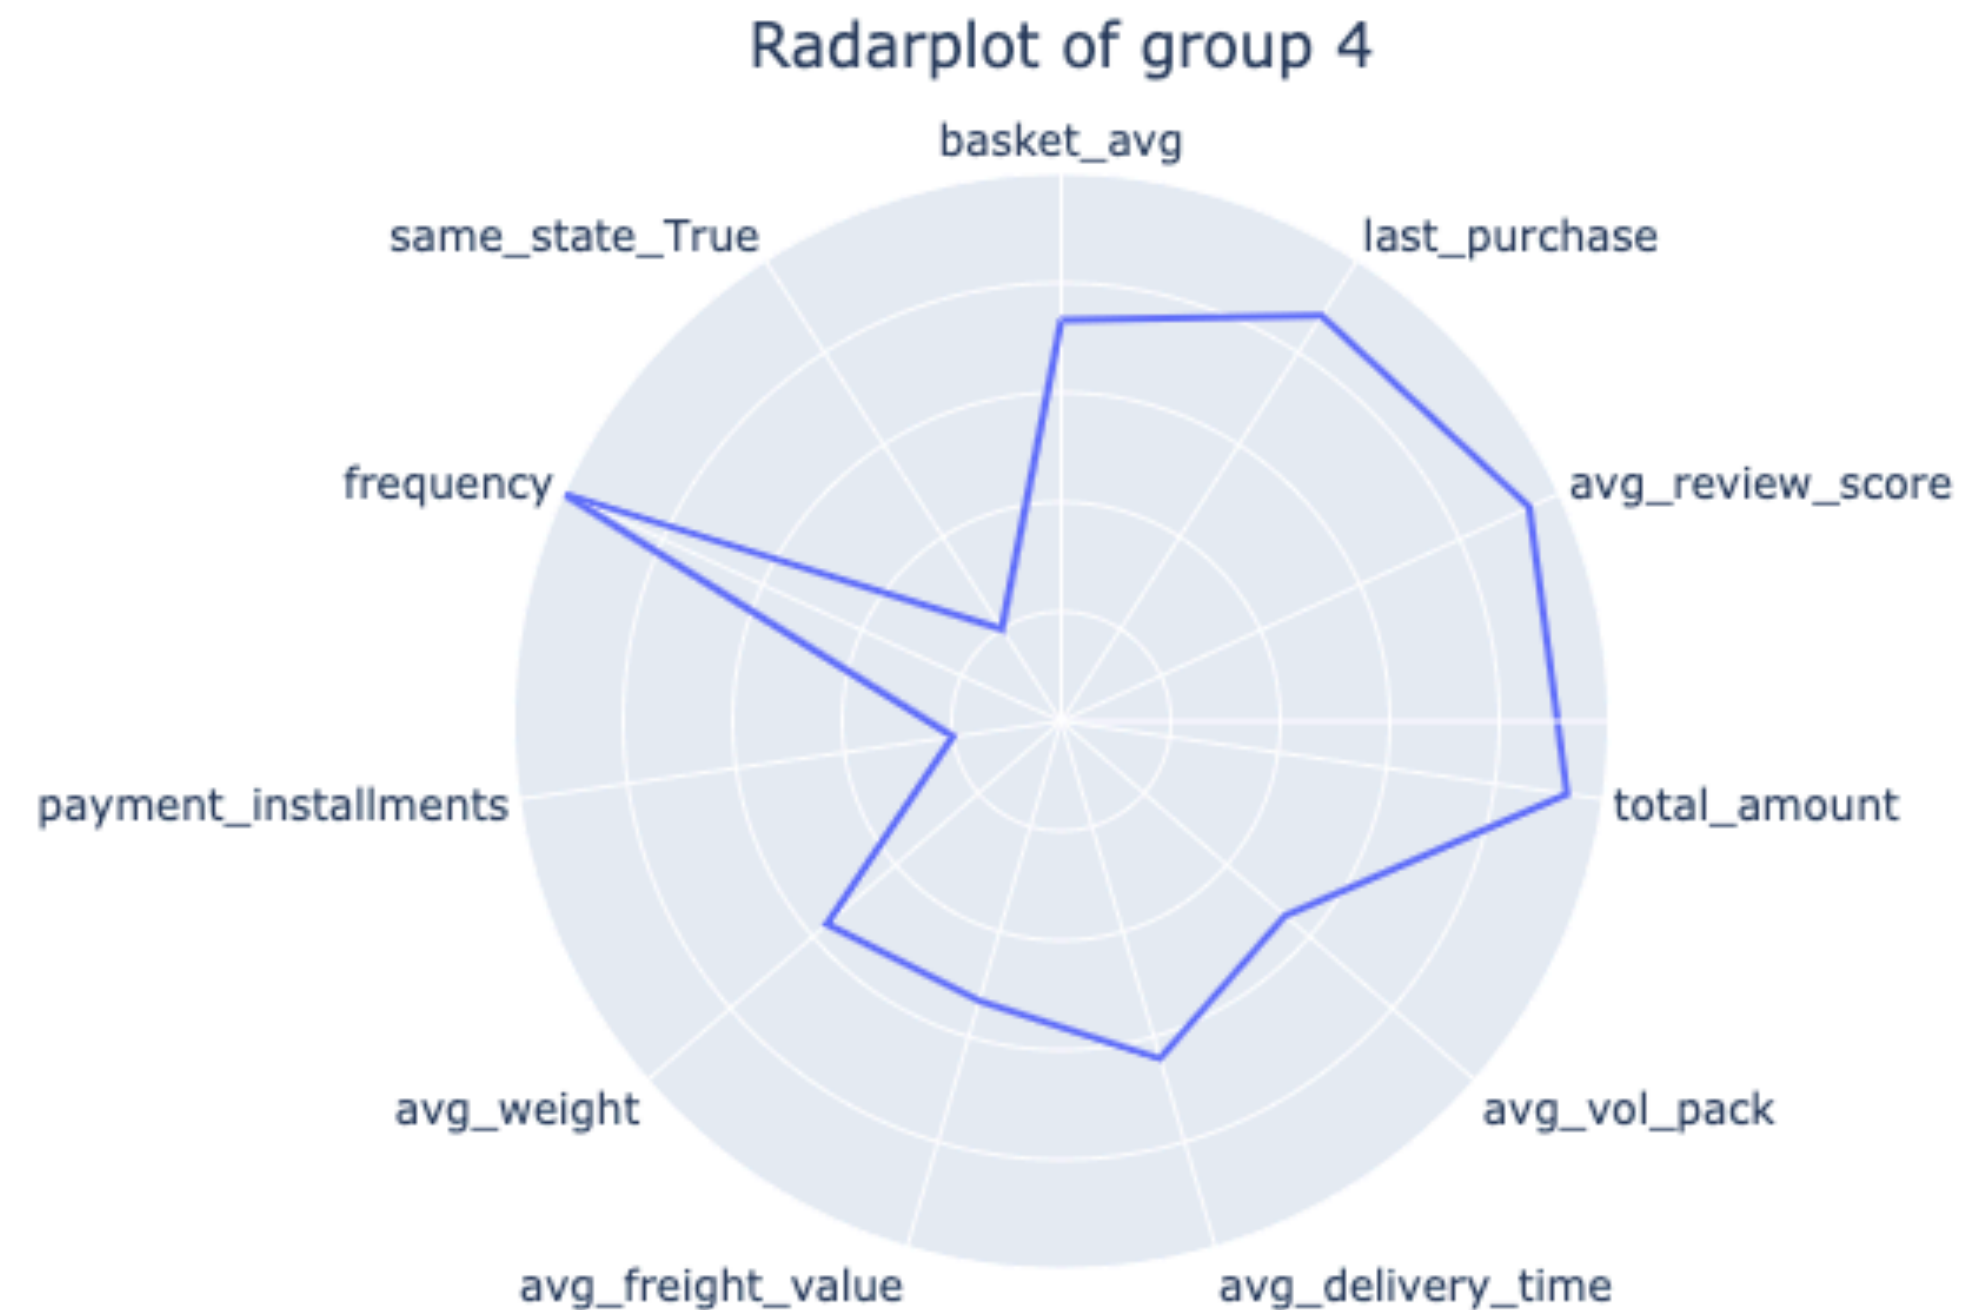 Radarplot of group 4
basket_avg
same_state_True
last_purchase
frequency
avg_review_score
payment_installments
total_amount
avg_weight
avg_vol_pack
avg_freight_value
avg_delivery_time